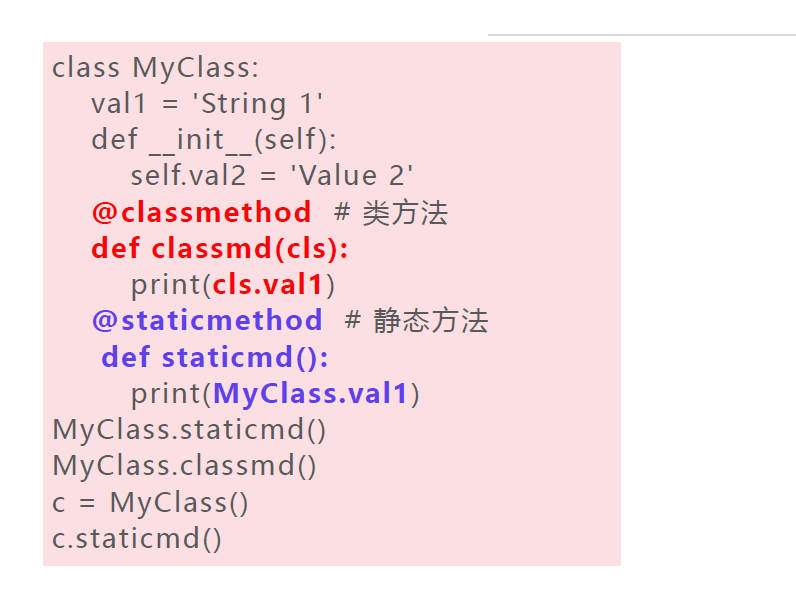 class MyClass:
    val1 = 'String 1'
    def __init__(self):
        self.val2 = 'Value 2'
    @classmethod  # 类方法
    def classmd(cls):
        print(cls.val1)
    @staticmethod  # 静态方法
     def staticmd():
        print(MyClass.val1)
MyClass.staticmd()
MyClass.classmd()
c = MyClass()
c.staticmd()